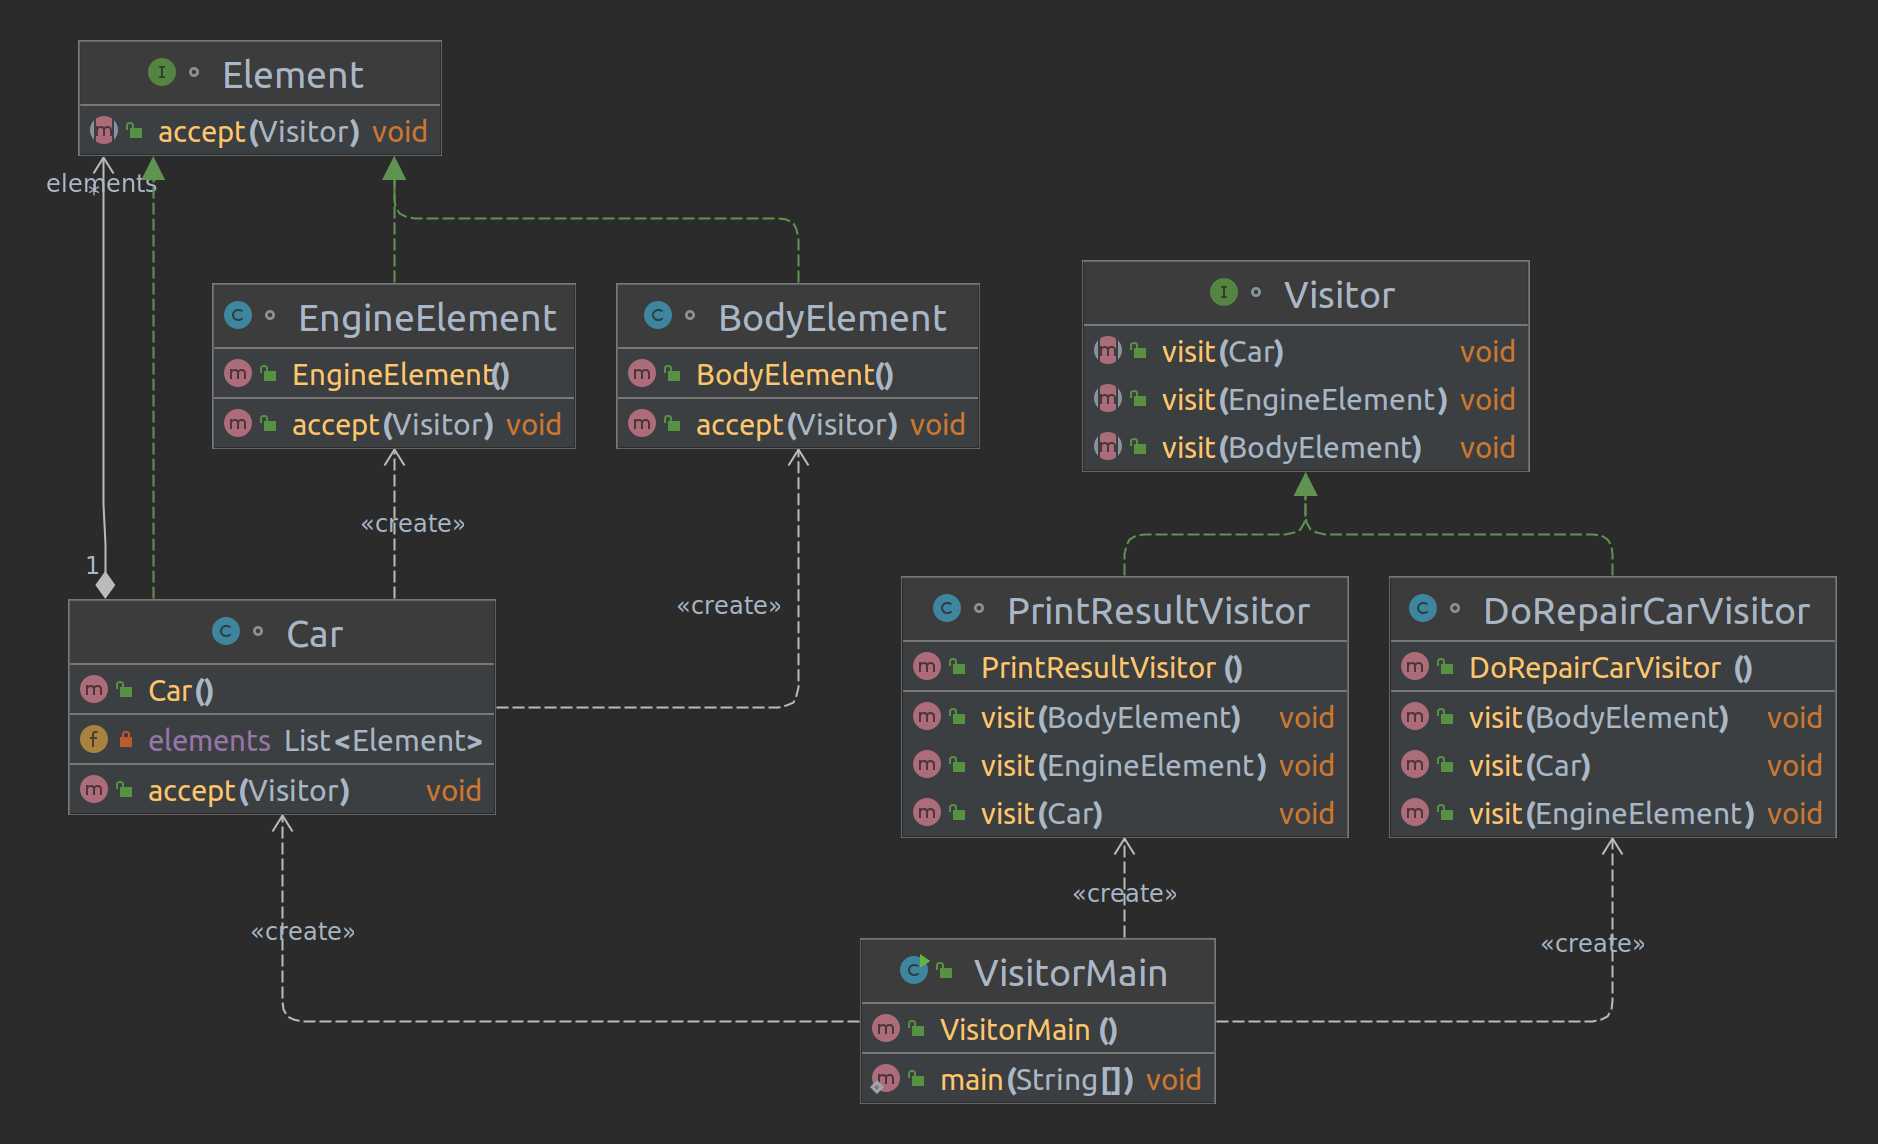 Element
accept(Visitor) void
elements
*
EngineElement
EngineElement()
accept(Visitor) void
BodyElement
BodyElement()
accept(Visitor) void
Visitor
visit(Car) void
visit(EngineElement) void
visit(BodyElement) void
«create»
«create»
1
Car
Car()
elements List<Element>
accept(Visitor) void
PrintResultVisitor
PrintResultVisitor ()
visit(BodyElement) void
visit(EngineElement) void
visit(Car) void
DoRepairCarVisitor
DoRepairCarVisitor ()
visit(BodyElement) void
visit(Car) void
visit(EngineElement) void
«create»
«create»
«create»
VisitorMain
VisitorMain ()
main(String[]) void